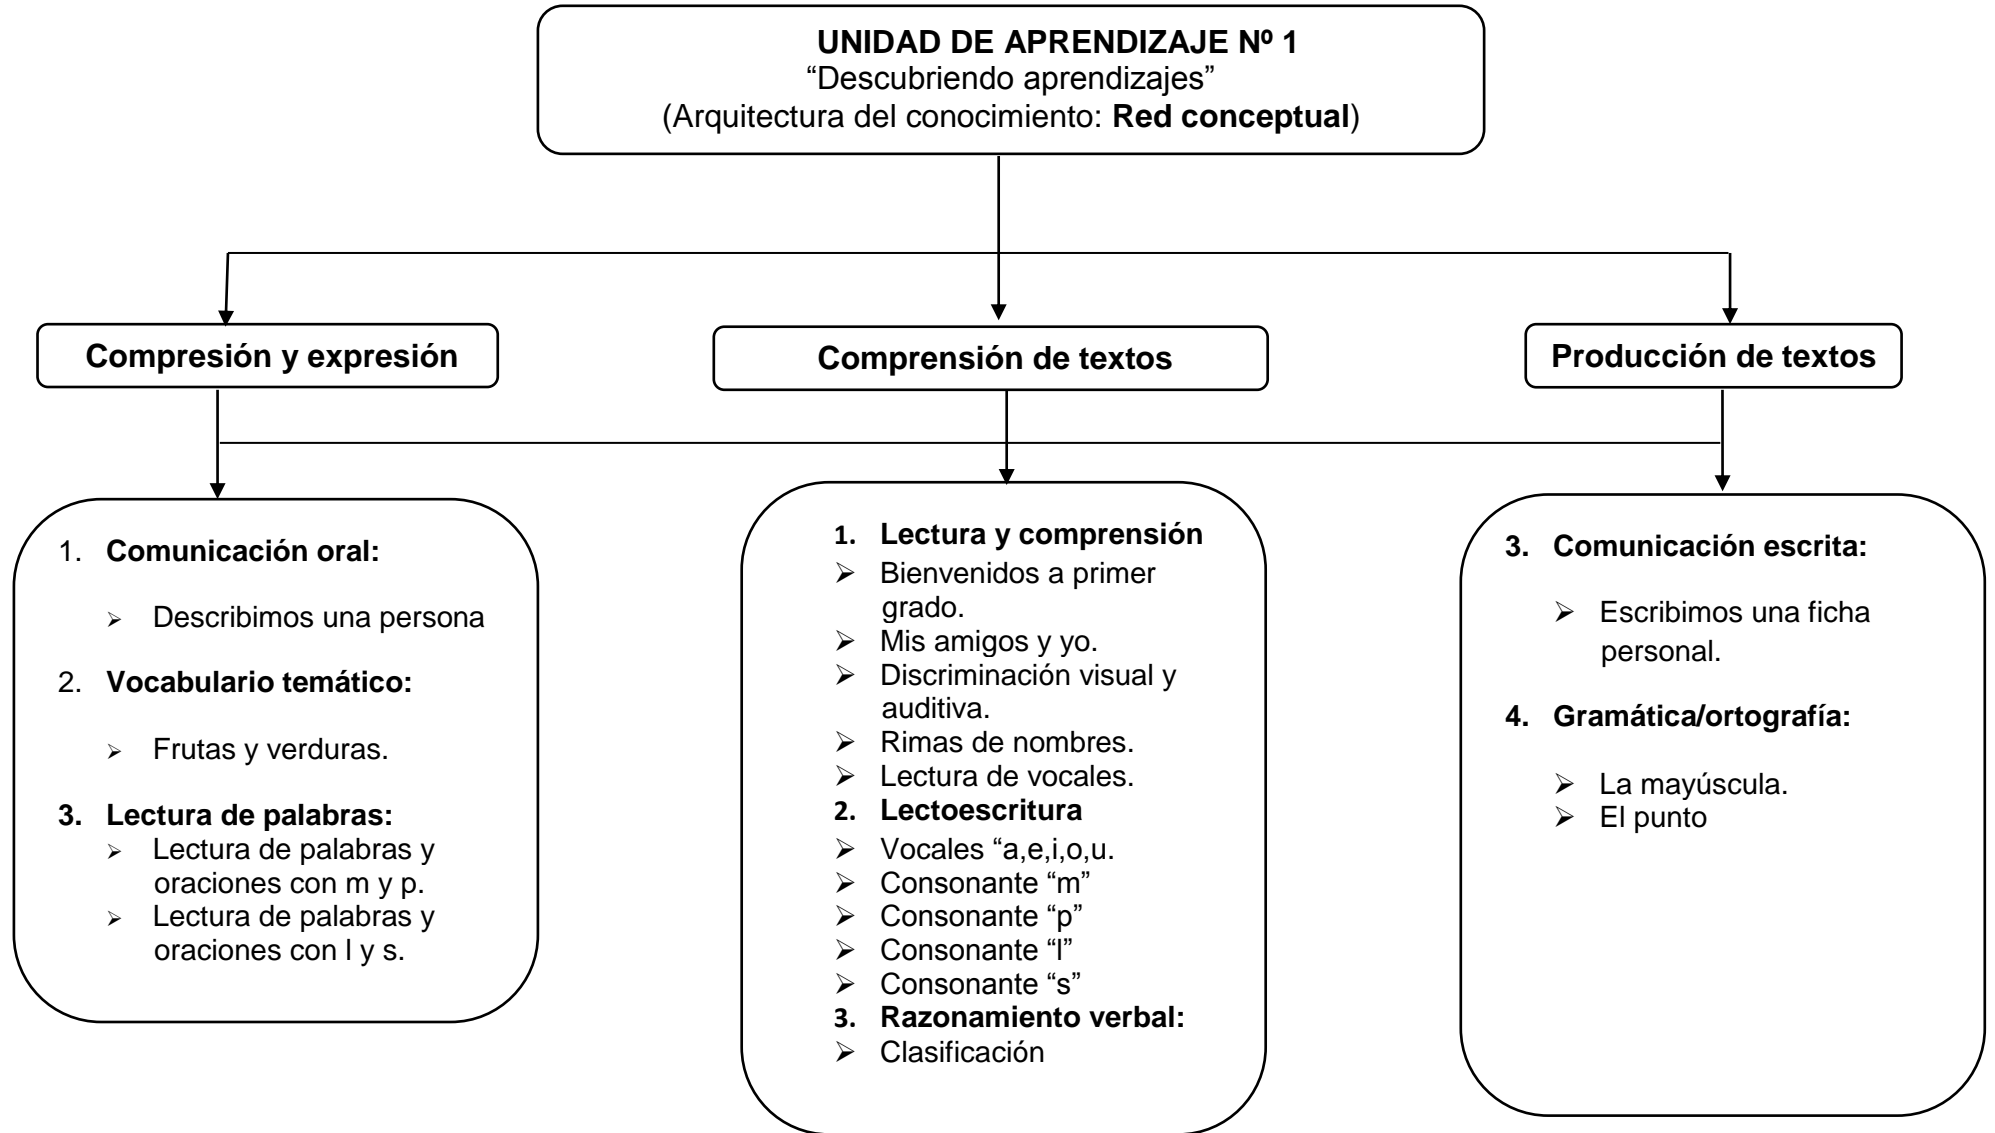 UNIDAD DE APRENDIZAJE Nº 1
“Descubriendo aprendizajes”
(Arquitectura del conocimiento: Red conceptual)
Compresión y expresión
Comprensión de textos
Producción de textos
1. Comunicación oral:
➢ Describimos una persona
2. Vocabulario temático:
➢ Frutas y verduras.
3. Lectura de palabras:
➢ Lectura de palabras y
oraciones con m y p.
➢ Lectura de palabras y
oraciones con l y s.
1. Lectura y comprensión
➢ Bienvenidos a primer
grado.
➢ Mis amigos y yo.
➢ Discriminación visual y
auditiva.
➢ Rimas de nombres.
➢ Lectura de vocales.
2. Lectoescritura
➢ Vocales “a,e,i,o,u.
➢ Consonante “m”
➢ Consonante “p”
➢ Consonante “l”
➢ Consonante “s”
3. Razonamiento verbal:
➢ Clasificación
3. Comunicación escrita:
➢ Escribimos una ficha
personal.
4. Gramática/ortografía:
➢ La mayúscula.
➢ El punto